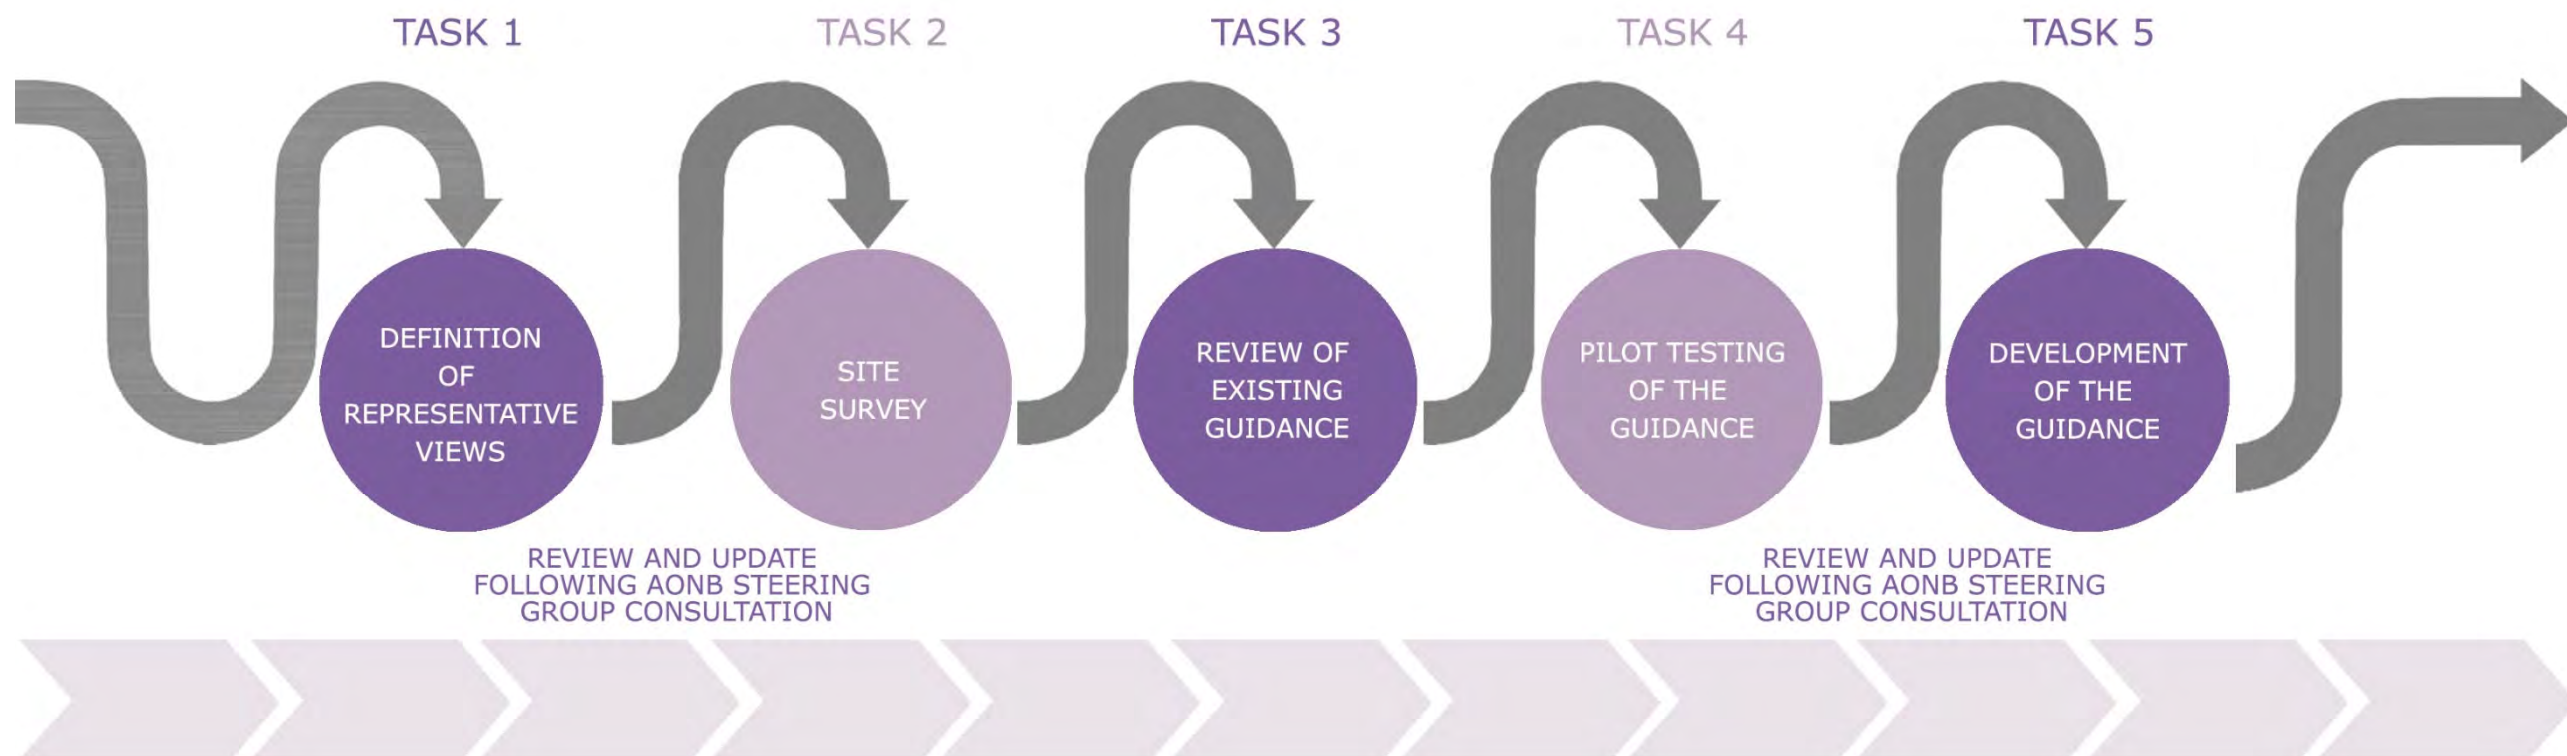 TASK 1
TASK 2
TASK 3
TASK 4
TASK 5
DEFINITION
OF
REPRESENTATIVE
VIEWS
SITE
SURVEY
REVIEW OF
EXISTING
GUIDANCE
PILOT TESTING
OF THE
GUIDANCE
DEVELOPMENT
OF THE
GUIDANCE
REVIEW AND UPDATE
FOLLOWING AONB STEERING
GROUP CONSULTATION
REVIEW AND UPDATE
FOLLOWING AONB STEERING
GROUP CONSULTATION